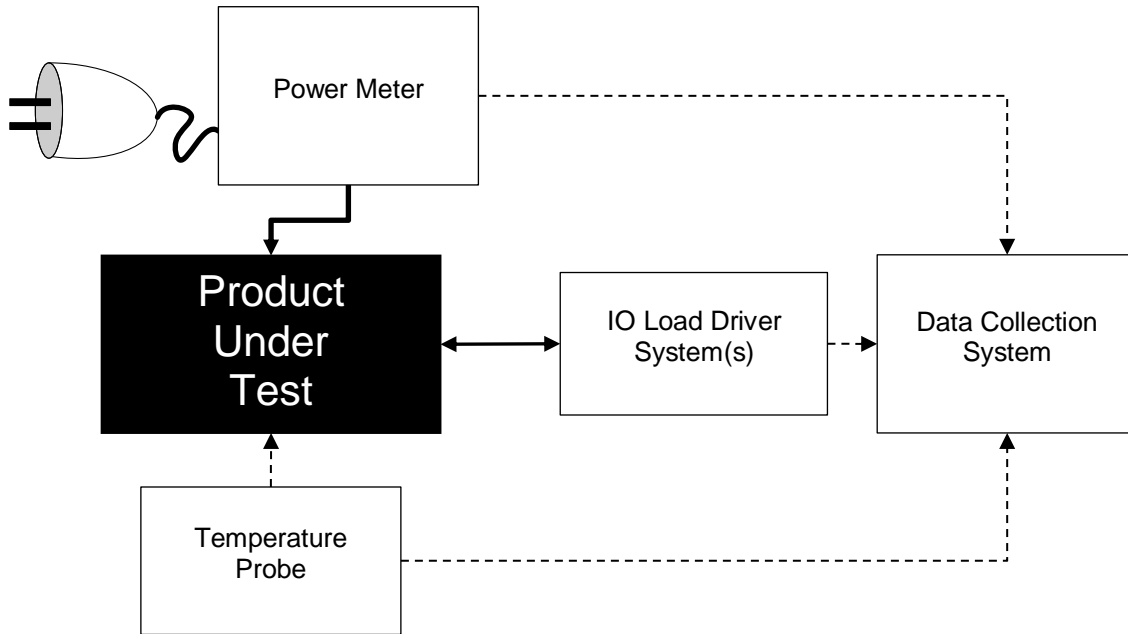 Power Meter
Product
Under
Test
IO Load Driver
System(s)
Data Collection
System
Temperature
Probe